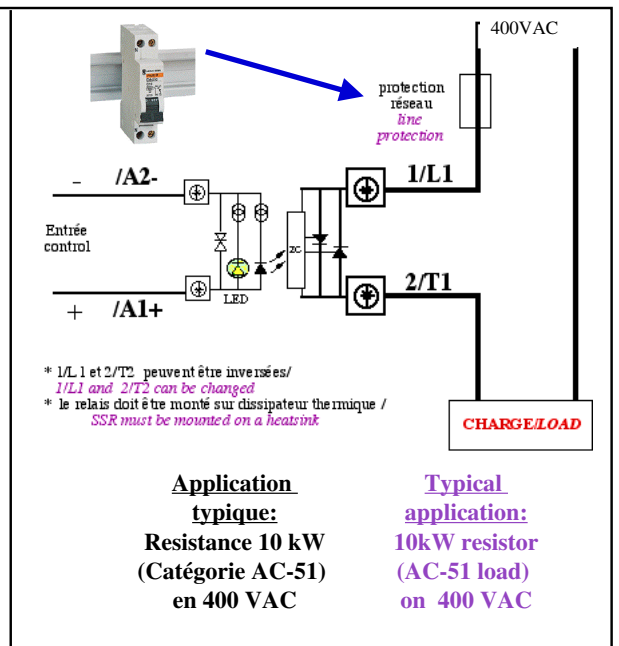 400VAC
protection
réseau
line
protection
- /A2-
1/L1
Entrée
control
ZC
LED
+ /A1+
2/T1
* 1/L1 et 2/T2 peuvent être inversées/
1/L1 and 2/T2 can be changed
* le relais doit être monté sur dissipateur thermique /
SSR must be mounted on a heatsink
CHARGE/LOAD
Application
typique:
Resistance 10 kW
(Catégorie AC-51)
en 400 VAC
Typical
application:
10kW resistor
(AC-51 load)
on 400 VAC